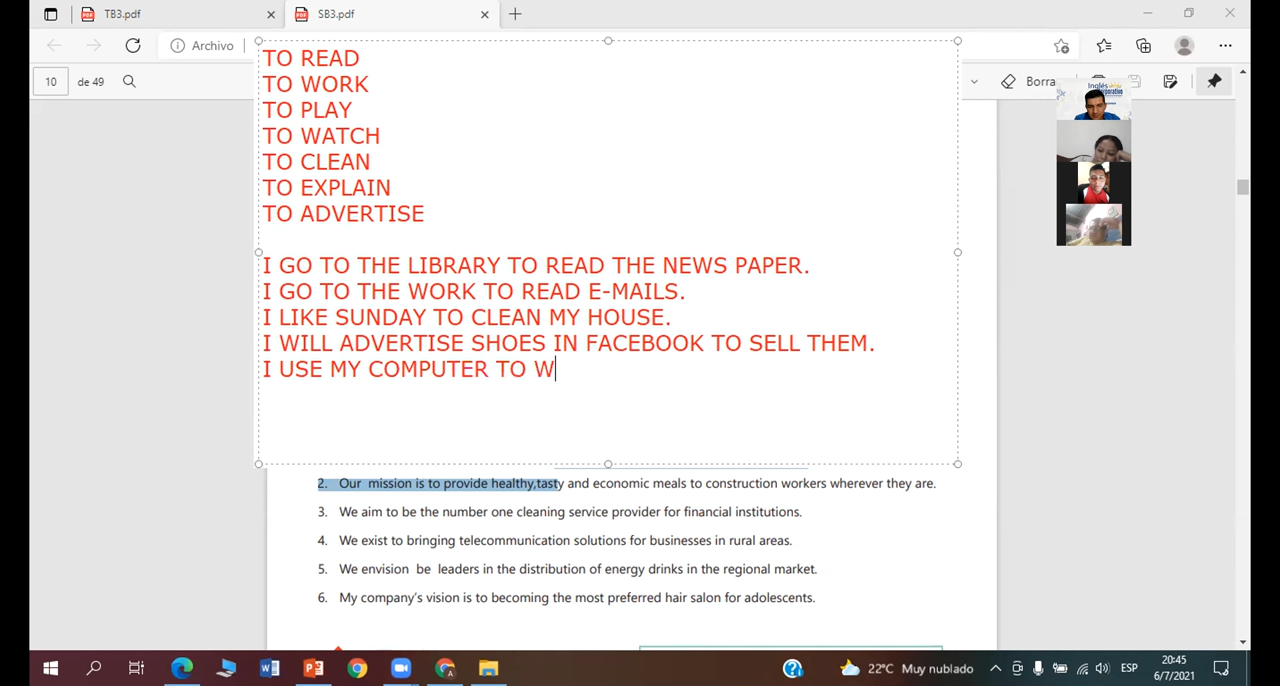 TB3.pdf
SB3.pdf
Archivo
10 de 49
Borra
Inglés
TO READ
TO WORK
TO PLAY
TO WATCH
TO CLEAN
TO EXPLAIN
TO ADVERTISE
I GO TO THE LIBRARY TO READ THE NEWS PAPER.
I GO TO THE WORK TO READ E-MAILS.
I LIKE SUNDAY TO CLEAN MY HOUSE.
I WILL ADVERTISE SHOES IN FACEBOOK TO SELL THEM.
I USE MY COMPUTER TO W
2. Our mission is to provide healthy,tasty and economic meals to construction workers wherever they are.
3. We aim to be the number one cleaning service provider for financial institutions.
4. We exist to bringing telecommunication solutions for businesses in rural areas.
5. We envision be leaders in the distribution of energy drinks in the regional market.
6. My company's vision is to becoming the most preferred hair salon for adolescents.
22°C Muy nublado
ESP
20:45
6/7/2021